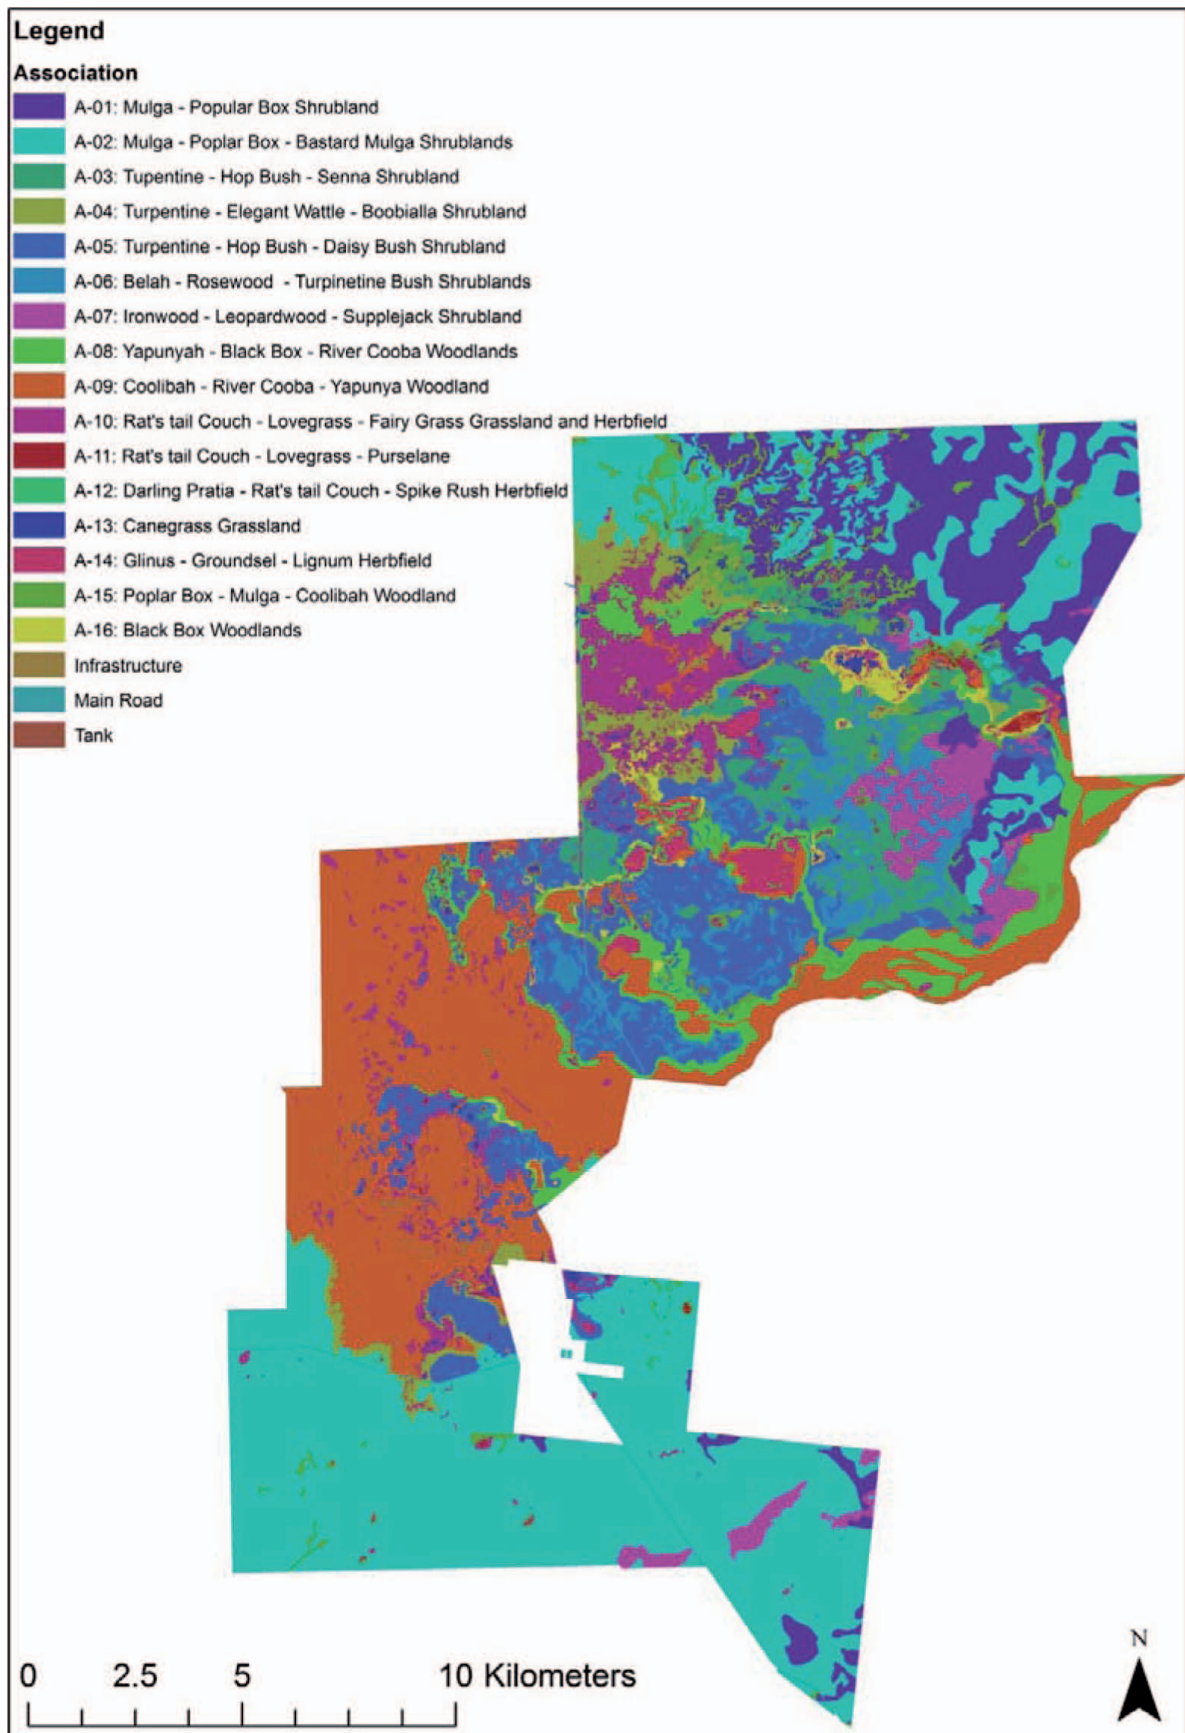 Legend
Association
A-01: Mulga - Popular Box Shrubland
A-02: Mulga - Poplar Box - Bastard Mulga Shrublands
A-03: Tupentine - Hop Bush - Senna Shrubland
A-04: Turpentine - Elegant Wattle - Boobialla Shrubland
A-05: Turpentine - Hop Bush - Daisy Bush Shrubland
A-06: Belah - Rosewood - Turpinetine Bush Shrublands
A-07: Ironwood - Leopardwood - Supplejack Shrubland
A-08: Yapunyah - Black Box - River Cooba Woodlands
A-09: Coolibah - River Cooba - Yapunya Woodland
A-10: Rat's tail Couch - Lovegrass - Fairy Grass Grassland and Herbfield
A-11: Rat's tail Couch - Lovegrass - Purselane
A-12: Darling Pratia - Rat's tail Couch - Spike Rush Herbfield
A-13: Canegrass Grassland
A-14: Glinus - Groundsel - Lignum Herbfield
A-15: Poplar Box - Mulga - Coolibah Woodland
A-16: Black Box Woodlands
Infrastructure
Main Road
Tank
N
0 2.5 5 10 Kilometers